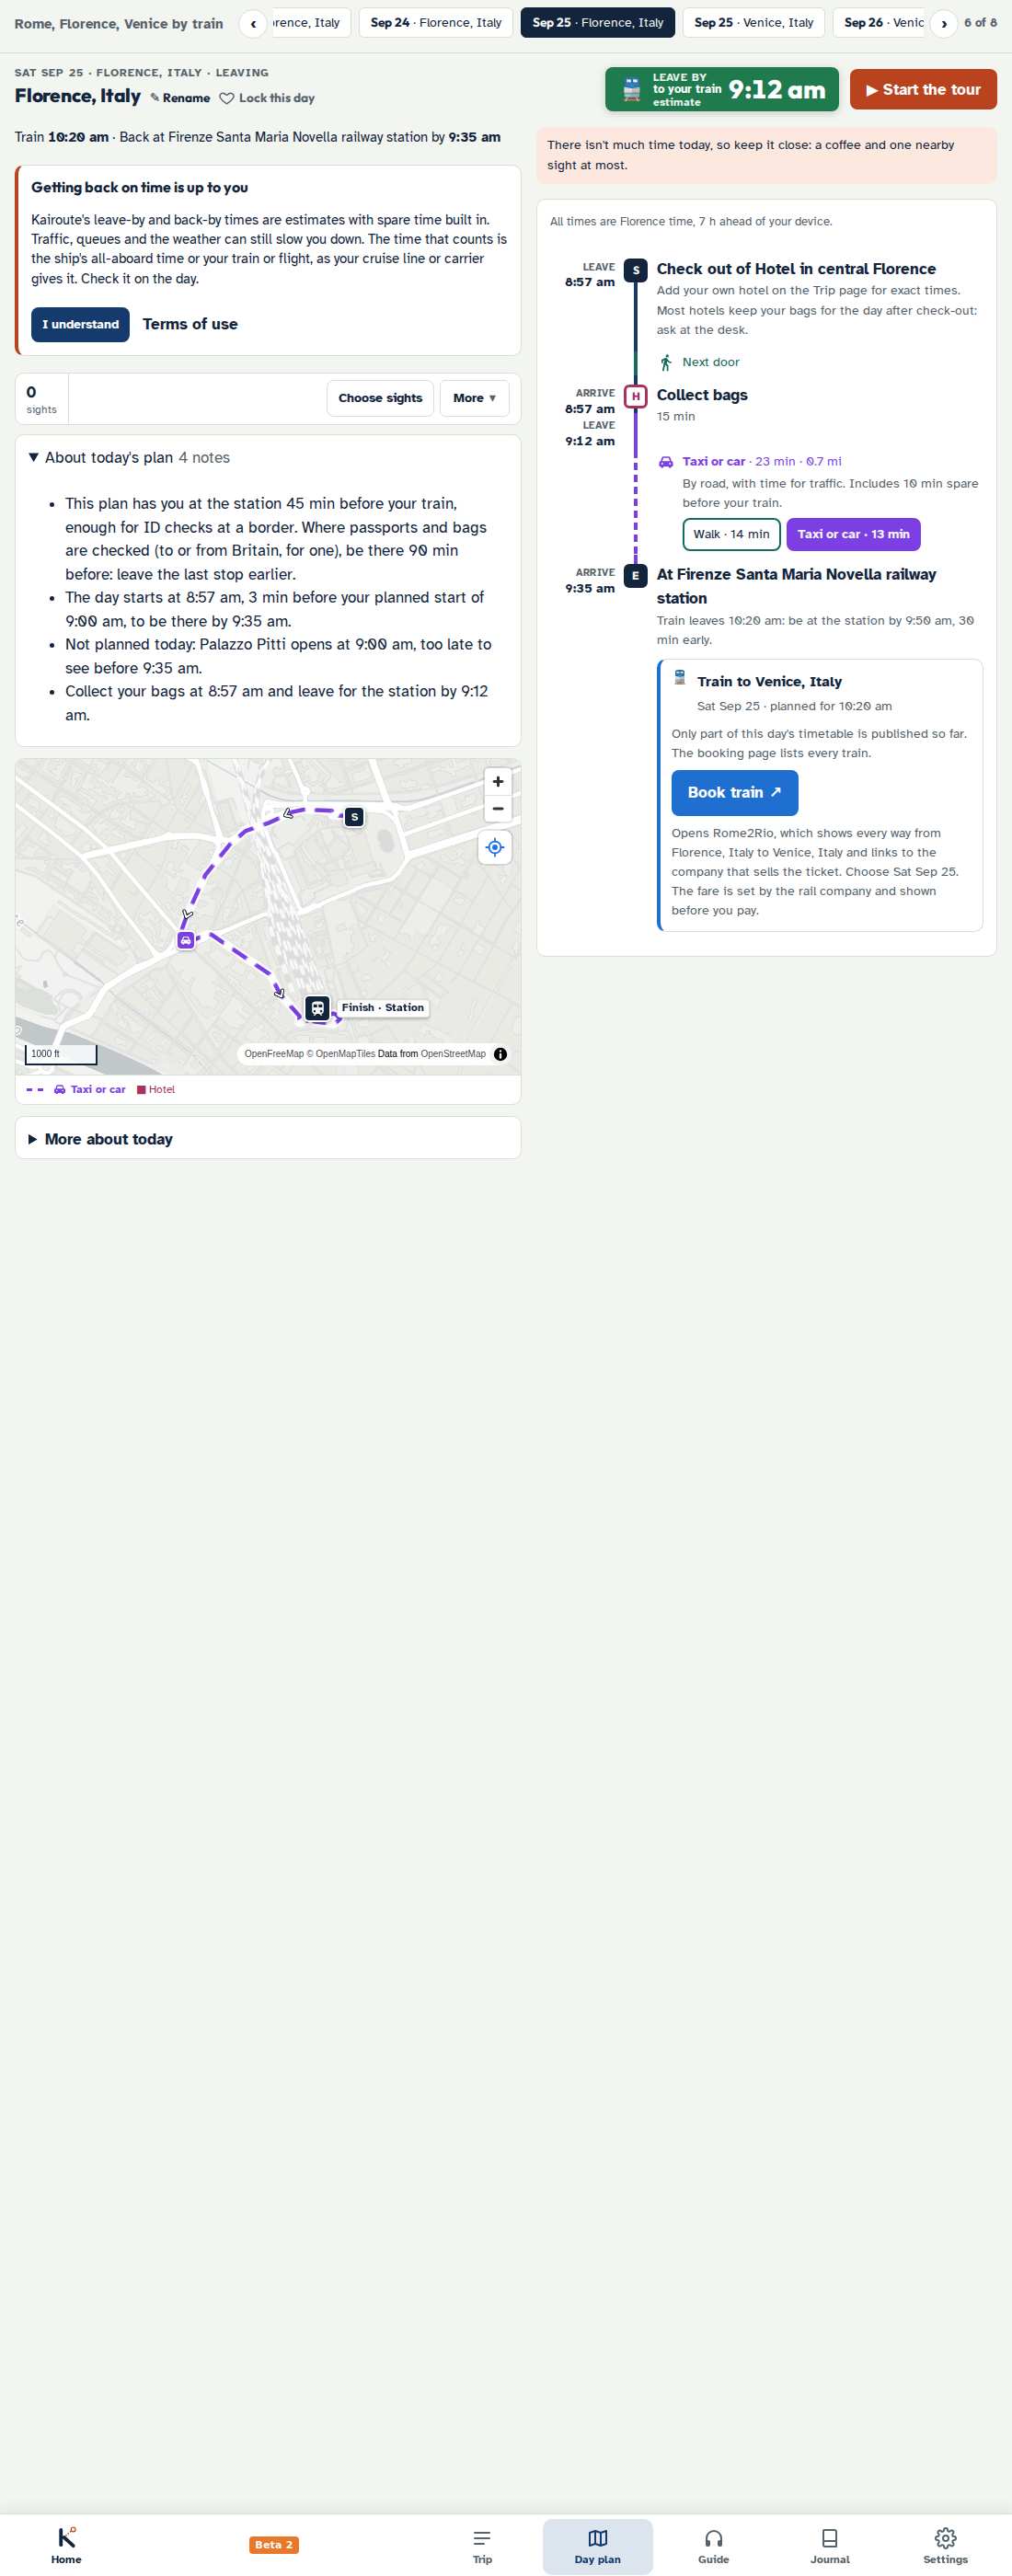 Rome, Florence, Venice by train
‹
rence, Italy
Sep 24 · Florence, Italy
Sep 25 · Florence, Italy
Sep 25 · Venice, Italy
Sep 26 · Venic
›
6 of 8
SAT SEP 25 · FLORENCE, ITALY · LEAVING
Florence, Italy
✎ Rename
Lock this day
LEAVE BY
to your train
estimate
9:12 am
▶ Start the tour
Train 10:20 am · Back at Firenze Santa Maria Novella railway station by 9:35 am
Getting back on time is up to you
Kairoute's leave-by and back-by times are estimates with spare time built in.
Traffic, queues and the weather can still slow you down. The time that counts is
the ship's all-aboard time or your train or flight, as your cruise line or carrier
gives it. Check it on the day.
I understand
Terms of use
0
sights
Choose sights
More ▼
▼ About today's plan 4 notes
• This plan has you at the station 45 min before your train,
enough for ID checks at a border. Where passports and bags
are checked (to or from Britain, for one), be there 90 min
before: leave the last stop earlier.
• The day starts at 8:57 am, 3 min before your planned start of
9:00 am, to be there by 9:35 am.
• Not planned today: Palazzo Pitti opens at 9:00 am, too late to
see before 9:35 am.
• Collect your bags at 8:57 am and leave for the station by 9:12
am.
+
−
S
Finish · Station
1000 ft
OpenFreeMap © OpenMapTiles Data from OpenStreetMap
Taxi or car
Hotel
▶ More about today
There isn't much time today, so keep it close: a coffee and one nearby
sight at most.
All times are Florence time, 7 h ahead of your device.
LEAVE
8:57 am
S
Check out of Hotel in central Florence
Add your own hotel on the Trip page for exact times.
Most hotels keep your bags for the day after check-out:
ask at the desk.
Next door
ARRIVE
8:57 am
LEAVE
9:12 am
H
Collect bags
15 min
Taxi or car · 23 min · 0.7 mi
By road, with time for traffic. Includes 10 min spare
before your train.
Walk · 14 min
Taxi or car · 13 min
ARRIVE
9:35 am
E
At Firenze Santa Maria Novella railway
station
Train leaves 10:20 am: be at the station by 9:50 am, 30
min early.
Train to Venice, Italy
Sat Sep 25 · planned for 10:20 am
Only part of this day's timetable is published so far.
The booking page lists every train.
Book train ↗
Opens Rome2Rio, which shows every way from
Florence, Italy to Venice, Italy and links to the
company that sells the ticket. Choose Sat Sep 25.
The fare is set by the rail company and shown
before you pay.
Home
Beta 2
Trip
Day plan
Guide
Journal
Settings